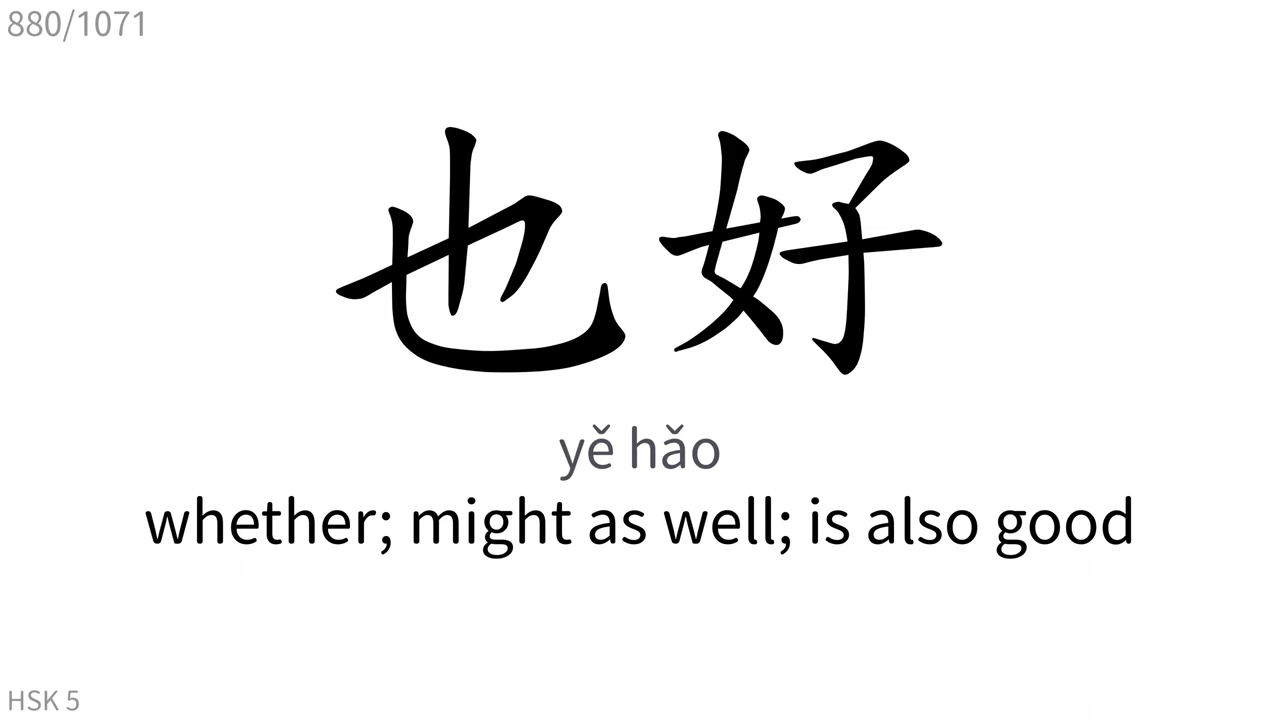 880/1071
也好
yě hǎo
whether; might as well; is also good
HSK 5